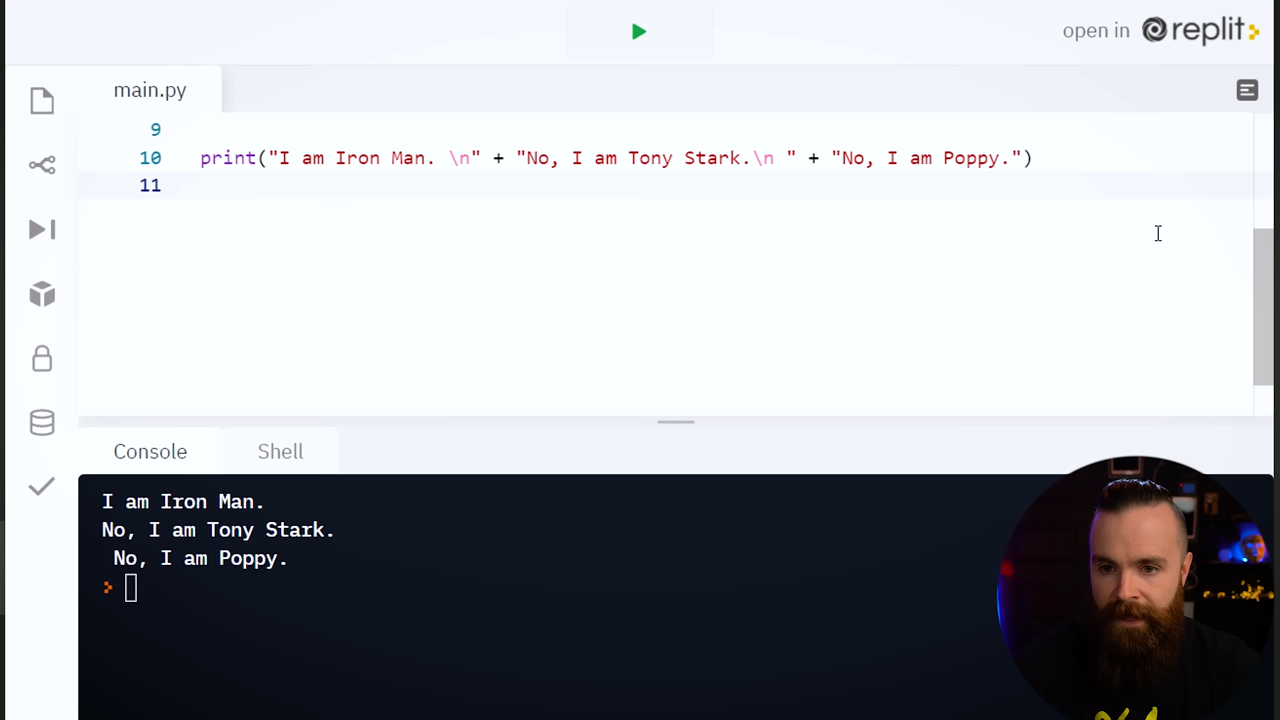 open in replit
main.py
9
10 print("I am Iron Man. \n" + "No, I am Tony Stark.\n " + "No, I am Poppy.")
11
Console Shell
I am Iron Man.
No, I am Tony Stark.
 No, I am Poppy.